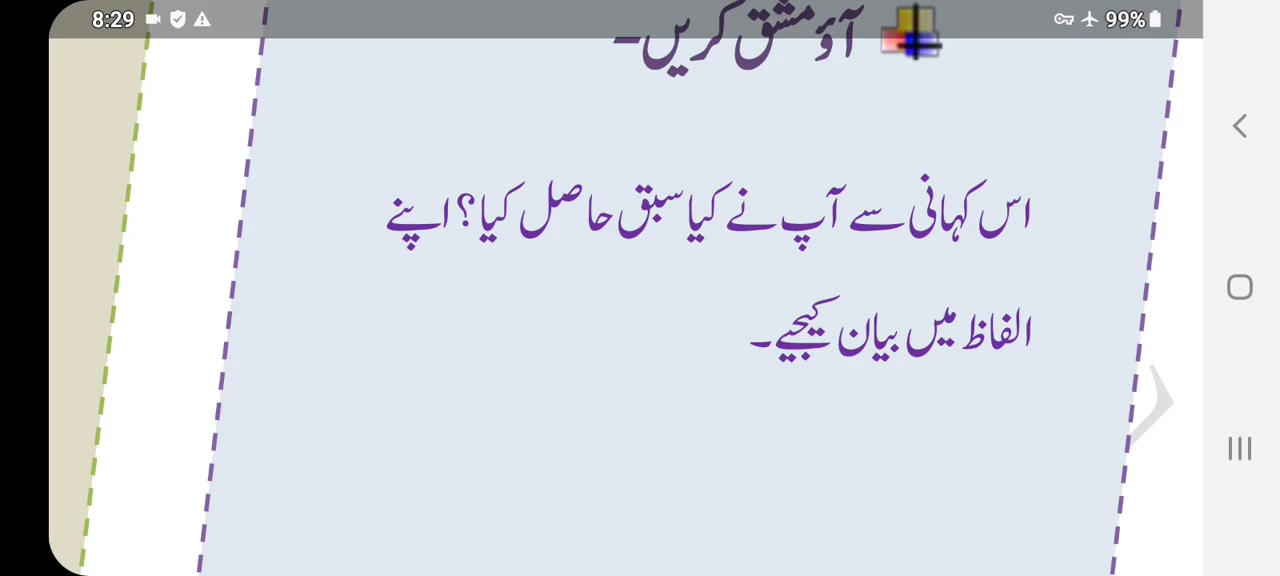 8:29 99%
آؤ مشق کریں۔
اس کہانی سے آپ نے کیا سبق حاصل کیا؟ اپنے
الفاظ میں بیان کیجیے۔